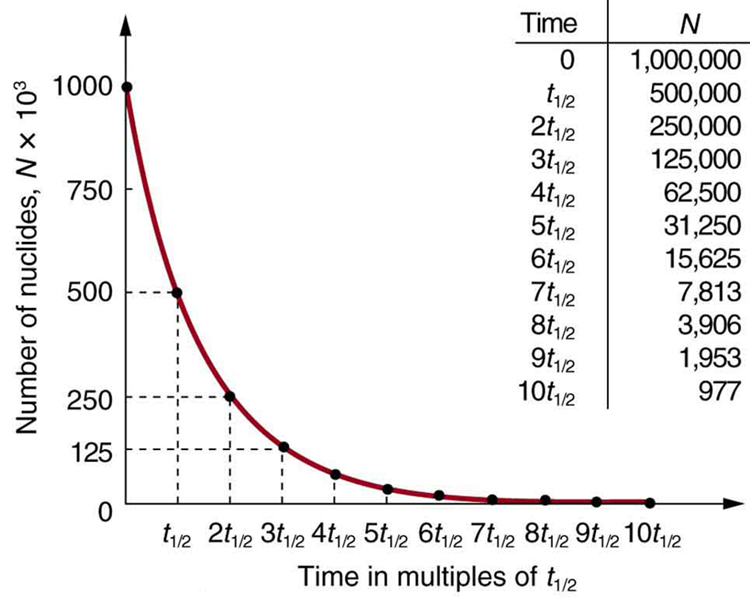 Time N
0 1,000,000
t1/2 500,000
2t1/2 250,000
3t1/2 125,000
4t1/2 62,500
5t1/2 31,250
6t1/2 15,625
7t1/2 7,813
8t1/2 3,906
9t1/2 1,953
10t1/2 977
Number of nuclides, N × 10³
1000
750
500
250
125
0
t1/2 2t1/2 3t1/2 4t1/2 5t1/2 6t1/2 7t1/2 8t1/2 9t1/2 10t1/2
Time in multiples of t1/2